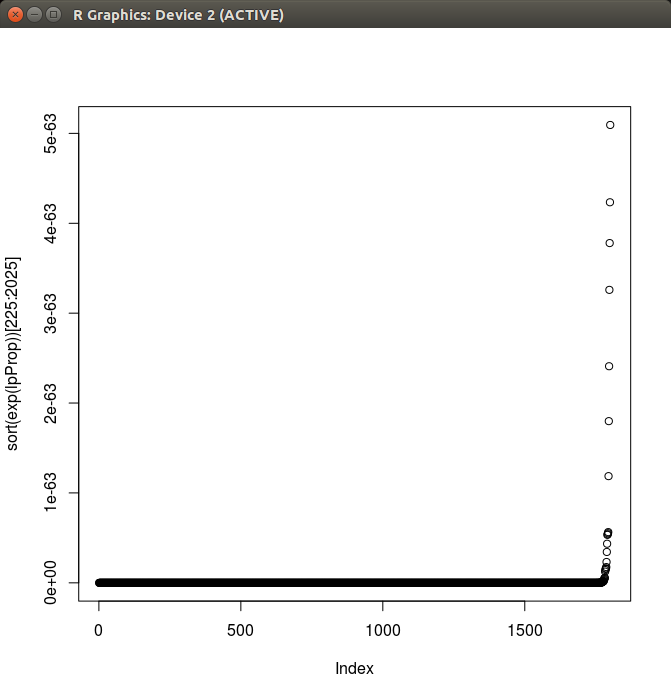 R Graphics: Device 2 (ACTIVE)
sort(exp(lpProp))[225:2025]
5e-63
4e-63
3e-63
2e-63
1e-63
0e+00
0 500 1000 1500
Index